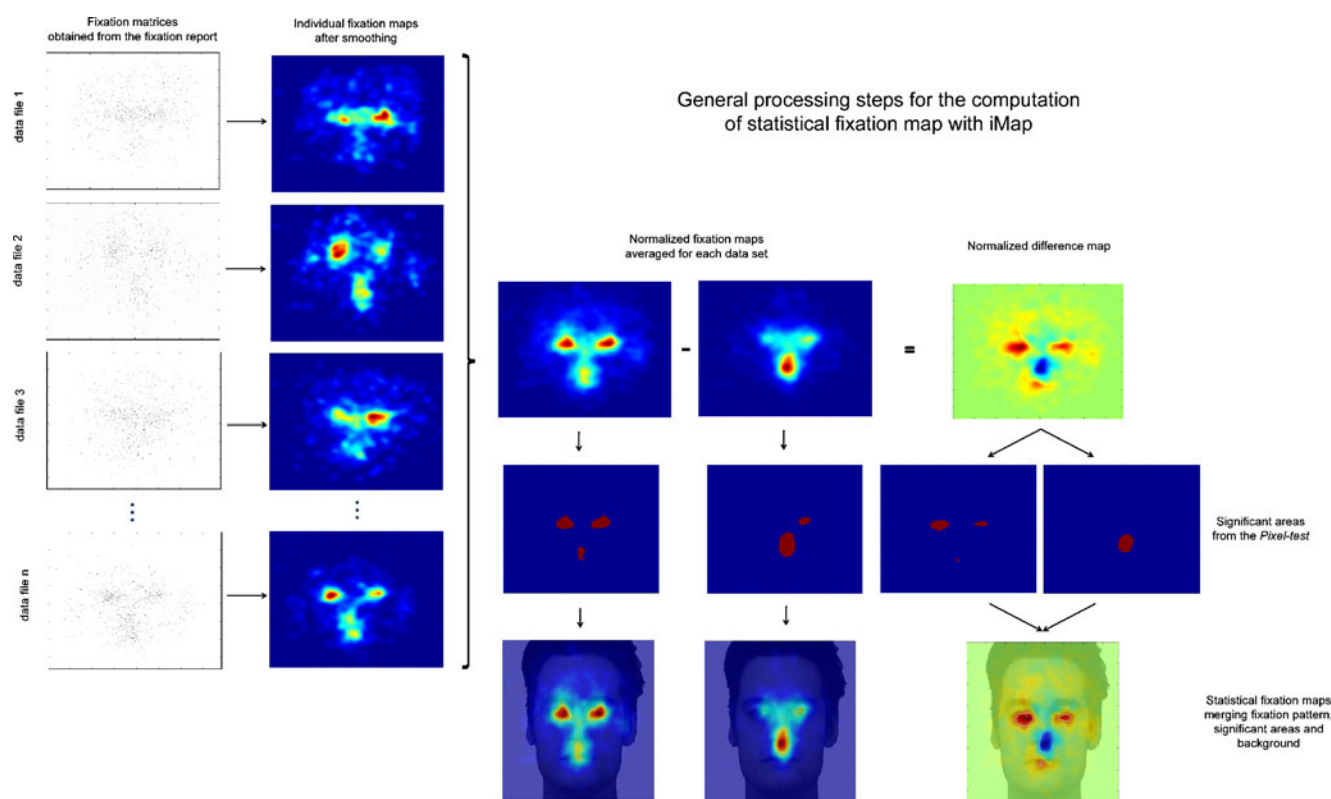 Fixation matrices
obtained from the fixation report
Individual fixation maps
after smoothing
General processing steps for the computation
of statistical fixation map with iMap
data file 1
data file 2
data file 3
data file n
Normalized fixation maps
averaged for each data set
Normalized difference map
-
=
Significant areas
from the Pixel-test
Statistical fixation maps
merging fixation pattern,
significant areas and
background